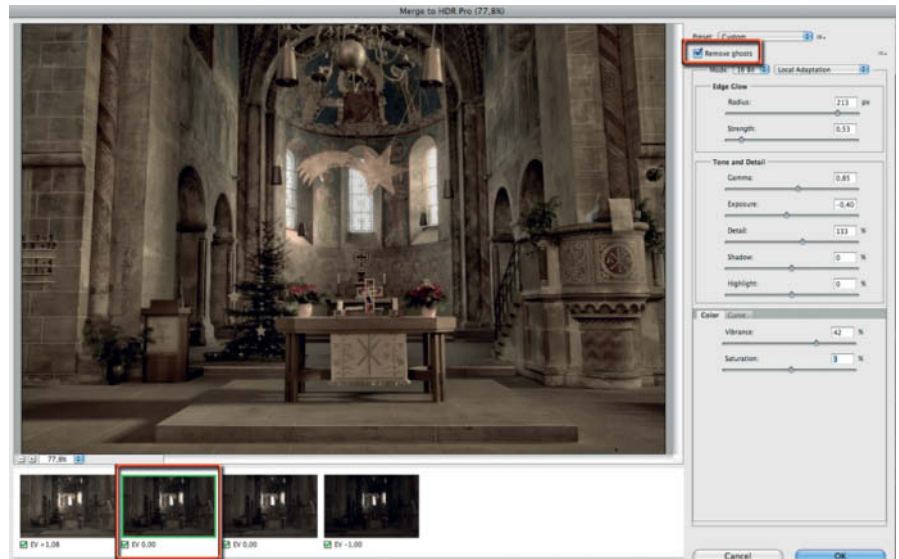 Merge to HDR Pro (77,8%)
Preset: Custom
Remove ghosts
Mode: 16 Bit Local Adaptation
Edge Glow
Radius: 213 px
Strength: 0,53
Tone and Detail
Gamma: 0,85
Exposure: -0,40
Detail: 133 %
Shadow: 0 %
Highlight: 0 %
Color Curve
Vibrance: 42 %
Saturation: 3 %
77,8%
EV +1,08 EV 0,00 EV 0,00 EV -1,00
Cancel OK